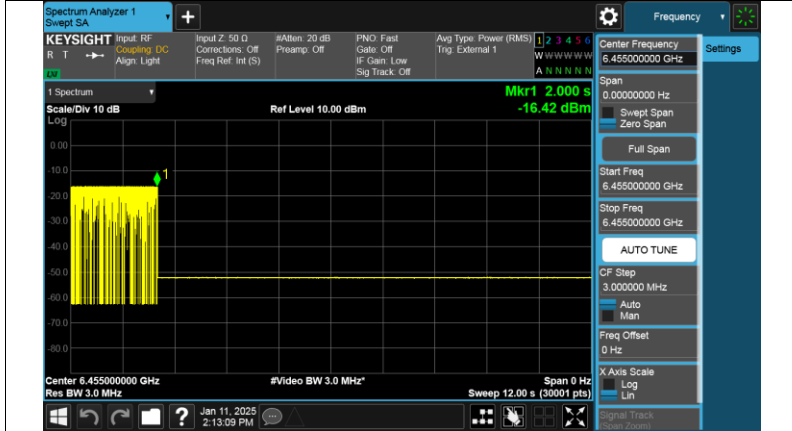 Spectrum Analyzer 1
Swept SA
+
Frequency
KEYSIGHT
R T
LXI
Input: RF
Coupling: DC
Align: Light
Input Z: 50 Ω
Corrections: Off
Freq Ref: Int (S)
#Atten: 20 dB
Preamp: Off
PNO: Fast
Gate: Off
IF Gain: Low
Sig Track: Off
Avg Type: Power (RMS)
Trig: External 1
1 2 3 4 5 6
W W W W W W
A N N N N N
1 Spectrum
Scale/Div 10 dB
Ref Level 10.00 dBm
Mkr1 2.000 s
-16.42 dBm
Log
0.00
-10.0
-20.0
-30.0
-40.0
-50.0
-60.0
-70.0
-80.0
1
Center 6.455000000 GHz
Res BW 3.0 MHz
#Video BW 3.0 MHz*
Span 0 Hz
Sweep 12.00 s (30001 pts)
Center Frequency
6.455000000 GHz
Settings
Span
0.00000000 Hz
Swept Span
Zero Span
Full Span
Start Freq
6.455000000 GHz
Stop Freq
6.455000000 GHz
AUTO TUNE
CF Step
3.000000 MHz
Auto
Man
Freq Offset
0 Hz
X Axis Scale
Log
Lin
Signal Track
(Span Zoom)
?
Jan 11, 2025
2:13:09 PM